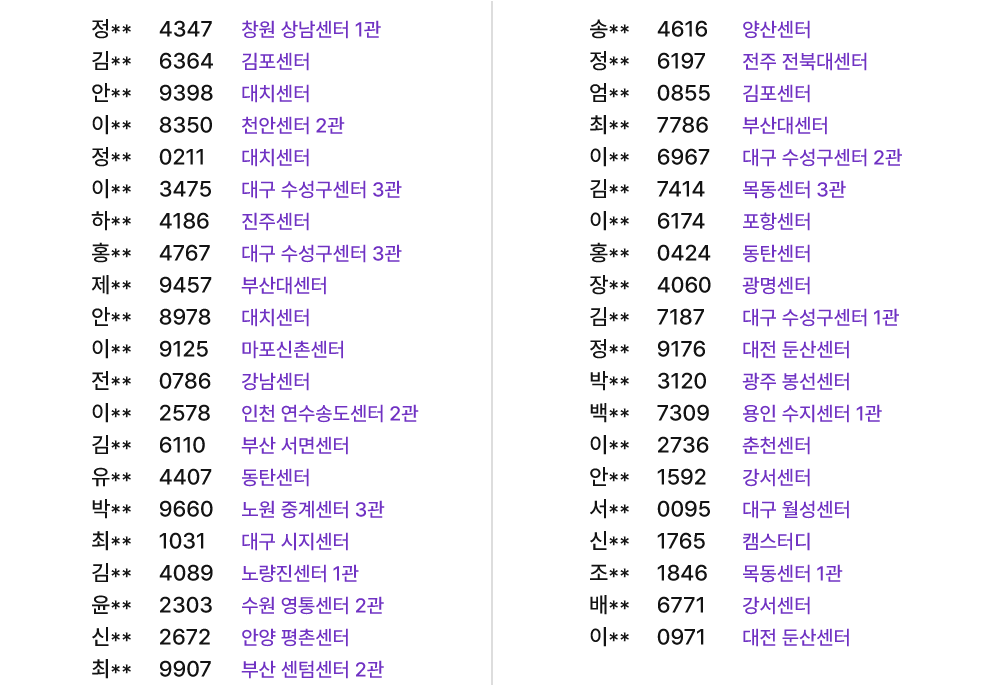 정** 4347 창원 상남센터 1관
김** 6364 김포센터
안** 9398 대치센터
이** 8350 천안센터 2관
정** 0211 대치센터
이** 3475 대구 수성구센터 3관
하** 4186 진주센터
홍** 4767 대구 수성구센터 3관
제** 9457 부산대센터
안** 8978 대치센터
이** 9125 마포신촌센터
전** 0786 강남센터
이** 2578 인천 연수송도센터 2관
김** 6110 부산 서면센터
유** 4407 동탄센터
박** 9660 노원 중계센터 3관
최** 1031 대구 시지센터
김** 4089 노량진센터 1관
윤** 2303 수원 영통센터 2관
신** 2672 안양 평촌센터
최** 9907 부산 센텀센터 2관
송** 4616 양산센터
정** 6197 전주 전북대센터
엄** 0855 김포센터
최** 7786 부산대센터
이** 6967 대구 수성구센터 2관
김** 7414 목동센터 3관
이** 6174 포항센터
홍** 0424 동탄센터
장** 4060 광명센터
김** 7187 대구 수성구센터 1관
정** 9176 대전 둔산센터
박** 3120 광주 봉선센터
백** 7309 용인 수지센터 1관
이** 2736 춘천센터
안** 1592 강서센터
서** 0095 대구 월성센터
신** 1765 캠스터디
조** 1846 목동센터 1관
배** 6771 강서센터
이** 0971 대전 둔산센터